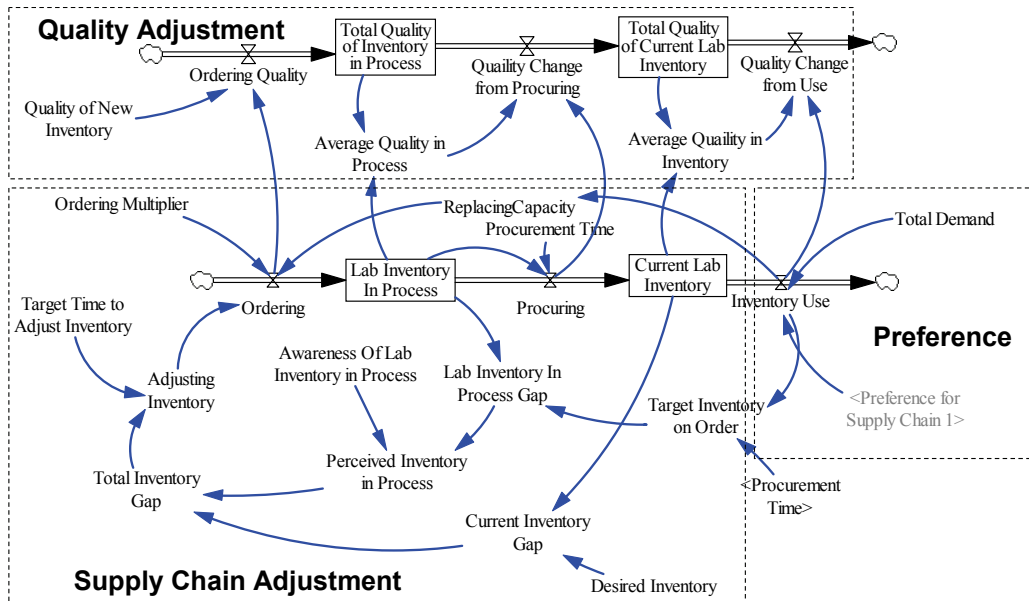 Quality Adjustment
Total Quality
of Inventory
in Process
Total Quality
of Current Lab
Inventory
Ordering Quality
Quaility Change
from Procuring
Quality Change
from Use
Quality of New
Inventory
Average Quality in
Process
Average Quaility in
Inventory
Ordering Multiplier
ReplacingCapacity
Procurement Time
Total Demand
Lab Inventory
In Process
Current Lab
Inventory
Ordering
Procuring
Inventory Use
Target Time to
Adjust Inventory
Preference
Awareness Of Lab
Inventory in Process
Lab Inventory In
Process Gap
Adjusting
Inventory
Target Inventory
on Order
<Preference for
Supply Chain 1>
Total Inventory
Gap
Perceived Inventory
in Process
<Procurement
Time>
Current Inventory
Gap
Supply Chain Adjustment
Desired Inventory